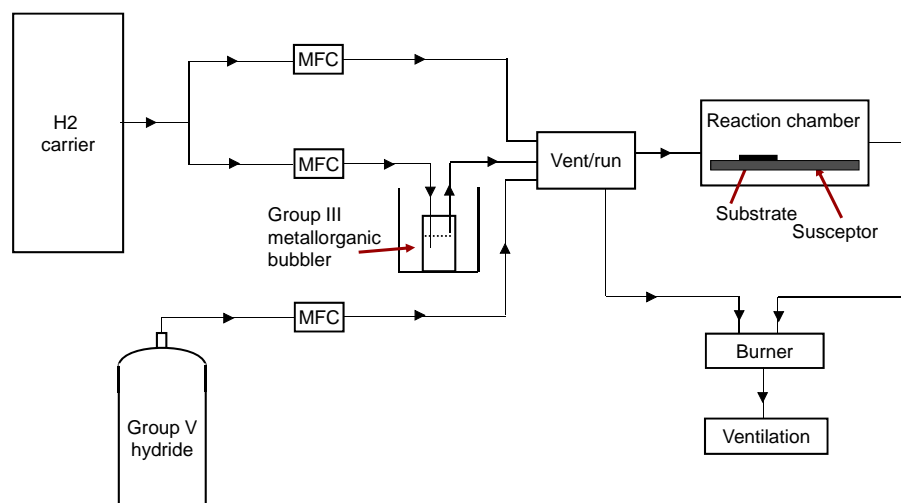 H2
carrier
MFC
MFC
Group III
metallorganic
bubbler
MFC
Group V
hydride
Vent/run
Reaction chamber
Substrate
Susceptor
Burner
Ventilation